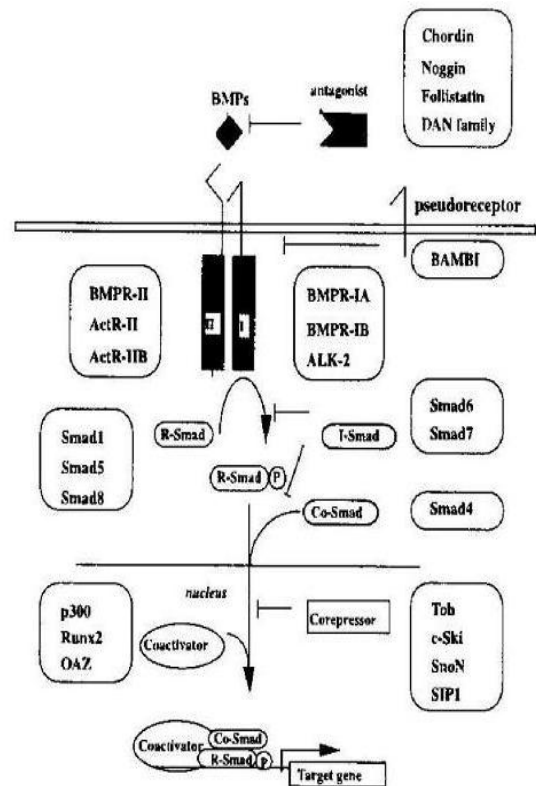 Chordin
Noggin
Follistatin
DAN family
BMPs
antagonist
pseudoreceptor
BAMBI
BMPR-II
ActR-II
ActR-IIB
II
I
BMPR-IA
BMPR-IB
ALK-2
Smad1
Smad5
Smad8
R-Smad
I-Smad
Smad6
Smad7
R-Smad P
Co-Smad
Smad4
nucleus
p300
Runx2
OAZ
Coactivator
Corepressor
Tob
c-Ski
SnoN
SIP1
Coactivator
Co-Smad
R-Smad P
Target gene